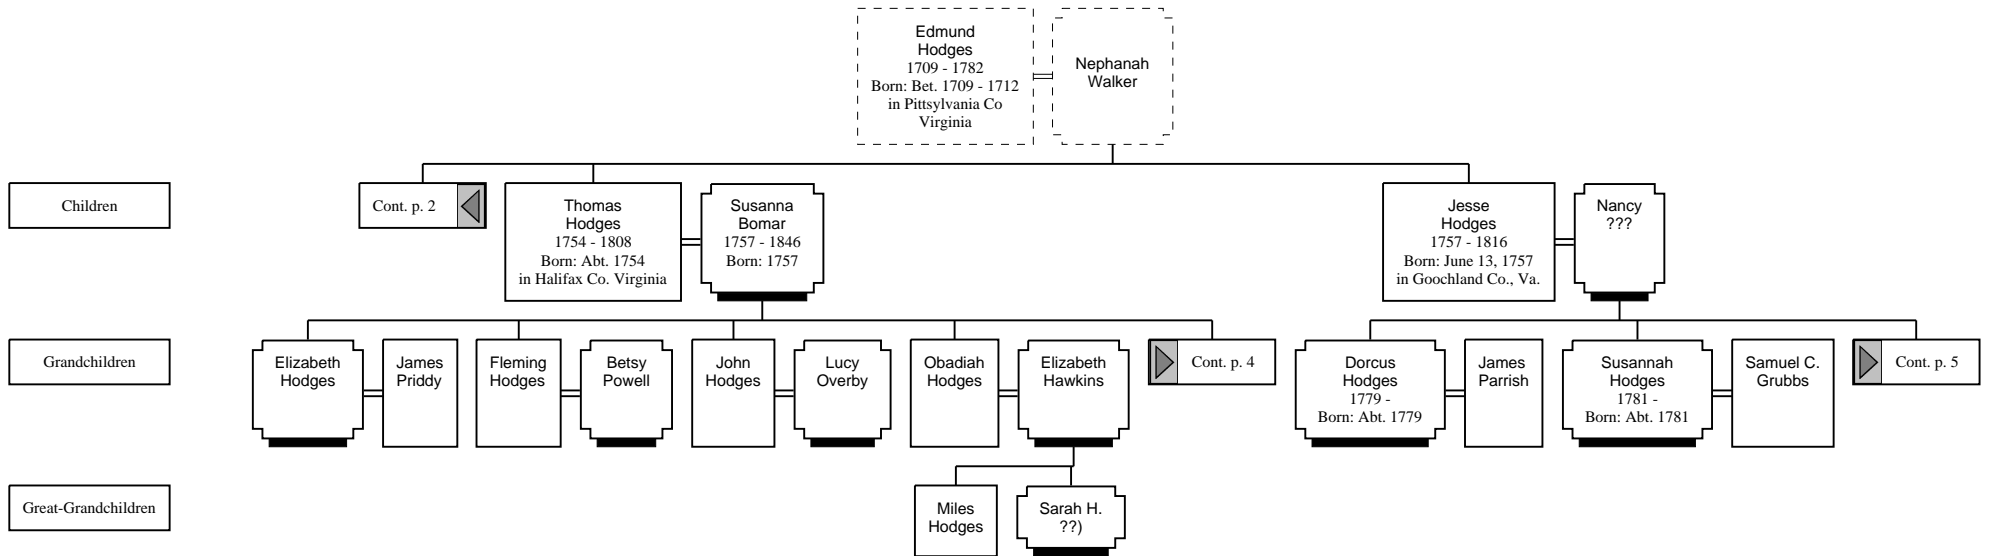 Edmund
Hodges
1709 - 1782
Born: Bet. 1709 - 1712
in Pittsylvania Co
Virginia
Nephanah
Walker
Children
Cont. p. 2
Thomas
Hodges
1754 - 1808
Born: Abt. 1754
in Halifax Co. Virginia
Susanna
Bomar
1757 - 1846
Born: 1757
Jesse
Hodges
1757 - 1816
Born: June 13, 1757
in Goochland Co., Va.
Nancy
???
Grandchildren
Elizabeth
Hodges
James
Priddy
Fleming
Hodges
Betsy
Powell
John
Hodges
Lucy
Overby
Obadiah
Hodges
Elizabeth
Hawkins
Cont. p. 4
Dorcus
Hodges
1779 -
Born: Abt. 1779
James
Parrish
Susannah
Hodges
1781 -
Born: Abt. 1781
Samuel C.
Grubbs
Cont. p. 5
Great-Grandchildren
Miles
Hodges
Sarah H.
??)